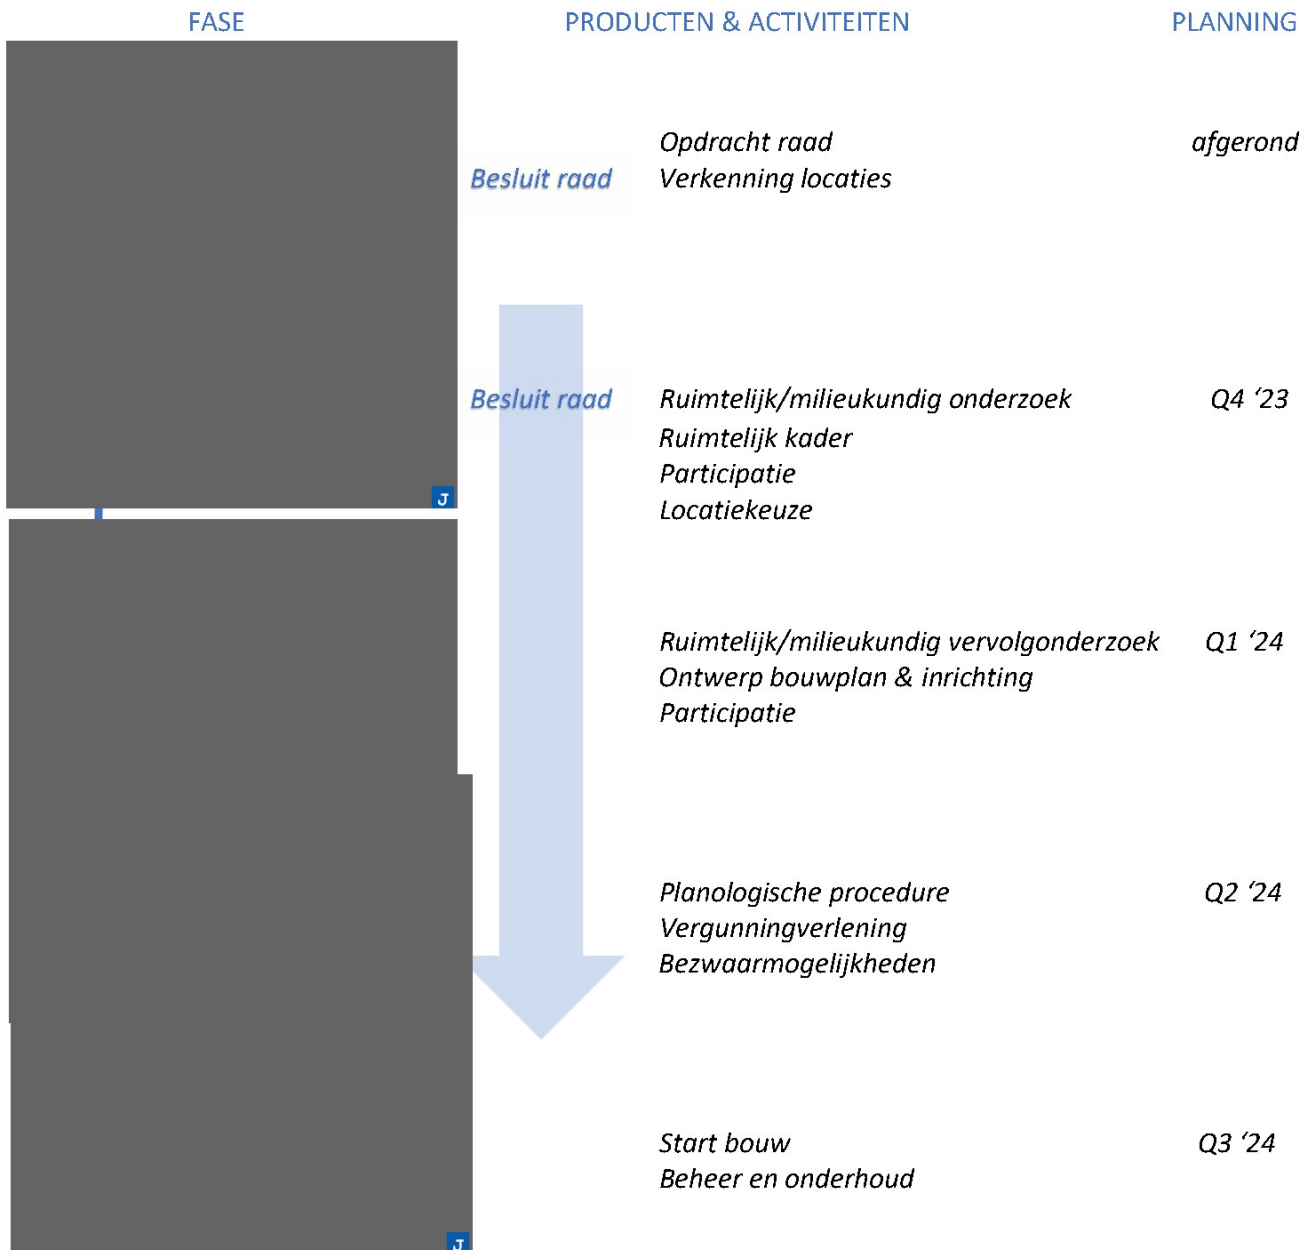 FASE PRODUCTEN & ACTIVITEITEN PLANNING
Opdracht raad afgerond
Besluit raad Verkenning locaties
Besluit raad Ruimtelijk/milieukundig onderzoek Q4 ‘23
Ruimtelijk kader
Participatie
Locatiekeuze
J
Ruimtelijk/milieukundig vervolgonderzoek Q1 ‘24
Ontwerp bouwplan & inrichting
Participatie
Planologische procedure Q2 ‘24
Vergunningverlening
Bezwaarmogelijkheden
Start bouw Q3 ‘24
Beheer en onderhoud
J